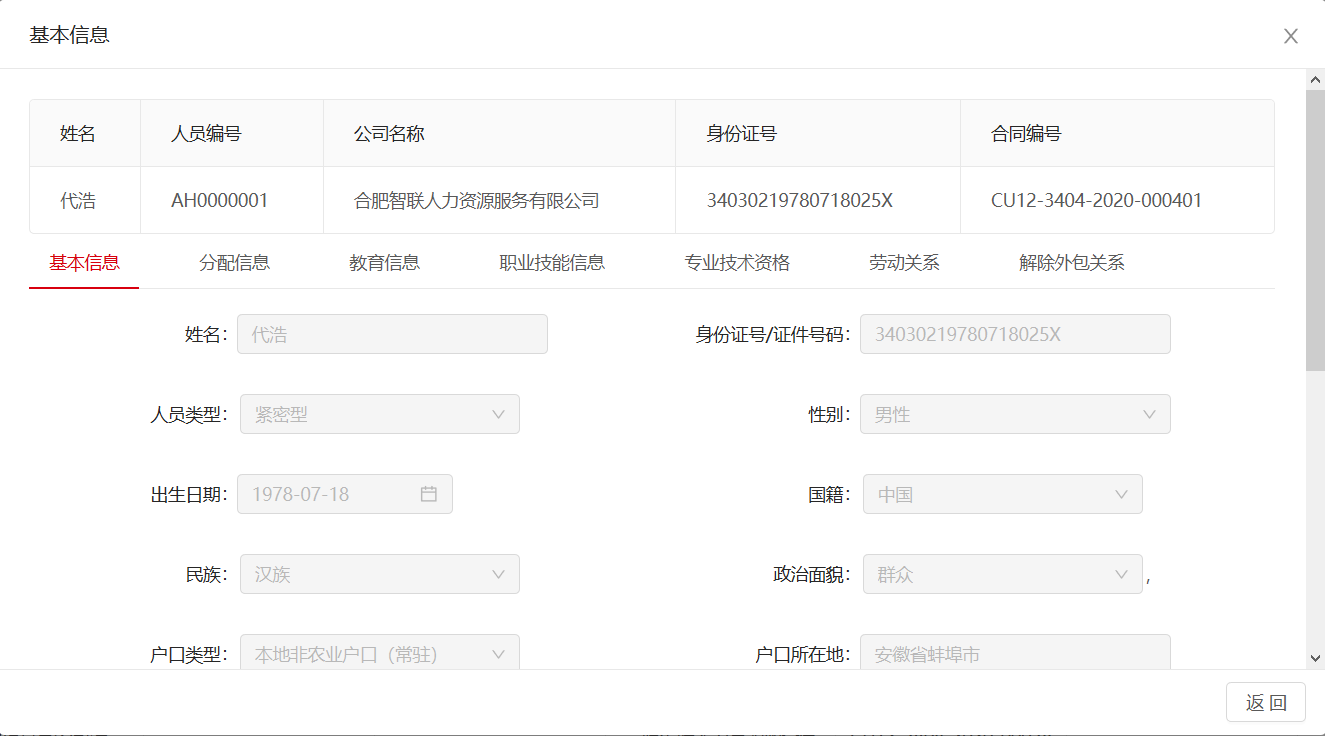 基本信息
姓名 人员编号 公司名称 身份证号 合同编号
代浩 AH0000001 合肥智联人力资源服务有限公司 34030219780718025X CU12-3404-2020-000401
基本信息 分配信息 教育信息 职业技能信息 专业技术资格 劳动关系 解除外包关系
姓名: 代浩 身份证号/证件号码: 34030219780718025X
人员类型: 紧密型 性别: 男性
出生日期: 1978-07-18 国籍: 中国
民族: 汉族 政治面貌: 群众 ,
户口类型: 本地非农业户口（常驻） 户口所在地: 安徽省蚌埠市
返 回